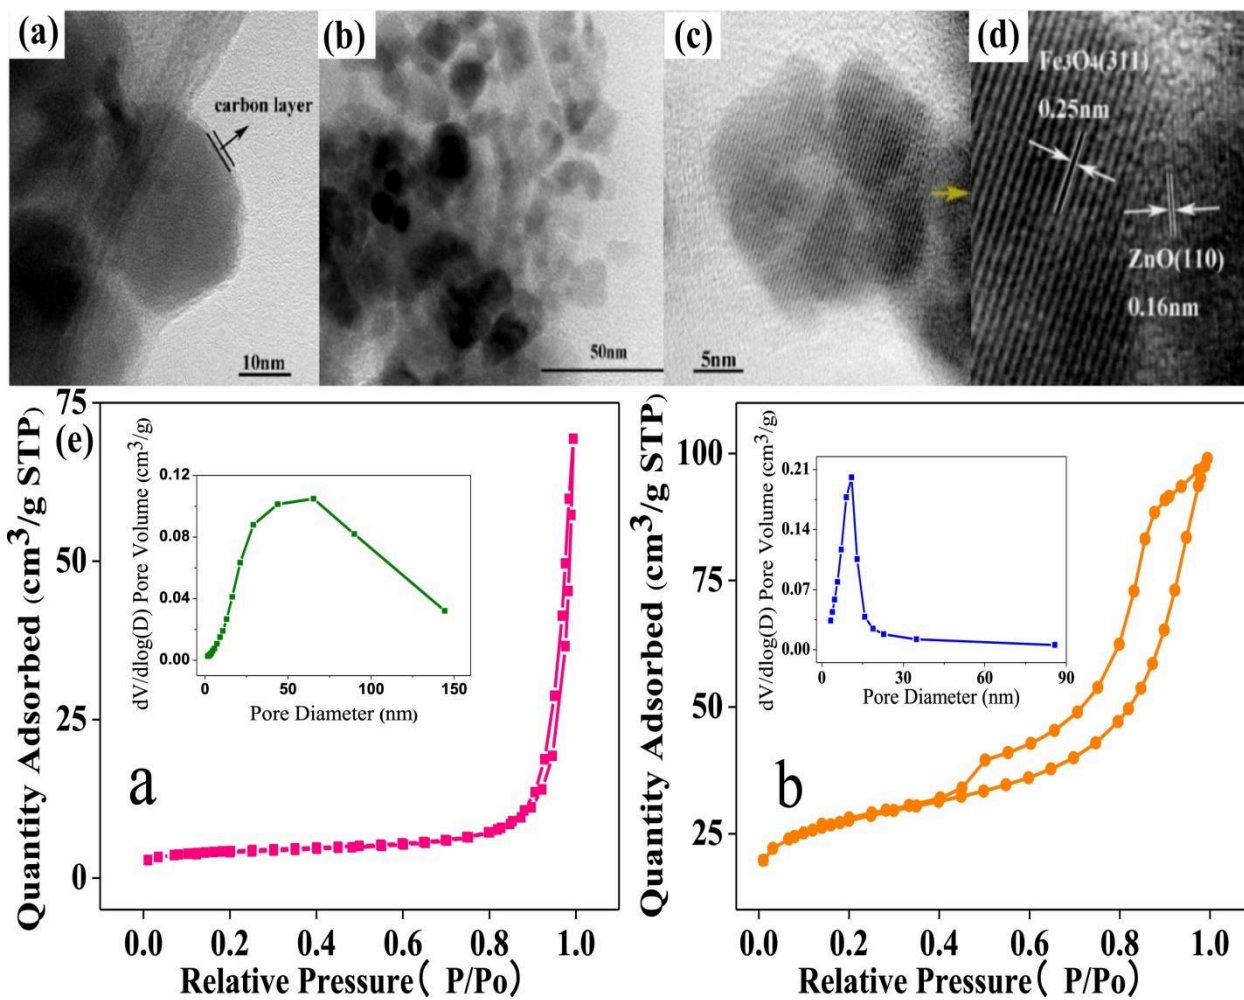 (a)
carbon layer
10nm
(b)
50nm
(c)
5nm
(d)
Fe3O4(311)
0.25nm
ZnO(110)
0.16nm
(e)
Quantity Adsorbed (cm³/g STP)
75
50
25
0
0.0 0.2 0.4 0.6 0.8 1.0
Relative Pressure( P/Po)
a
dV/dlog(D) Pore Volume (cm³/g)
0.12
0.08
0.04
0.00
0 50 100 150
Pore Diameter (nm)
Quantity Adsorbed (cm³/g STP)
100
75
50
25
0.0 0.2 0.4 0.6 0.8 1.0
Relative Pressure( P/Po)
b
dV/dlog(D) Pore Volume (cm³/g)
0.21
0.14
0.07
0.00
0 30 60 90
Pore Diameter (nm)